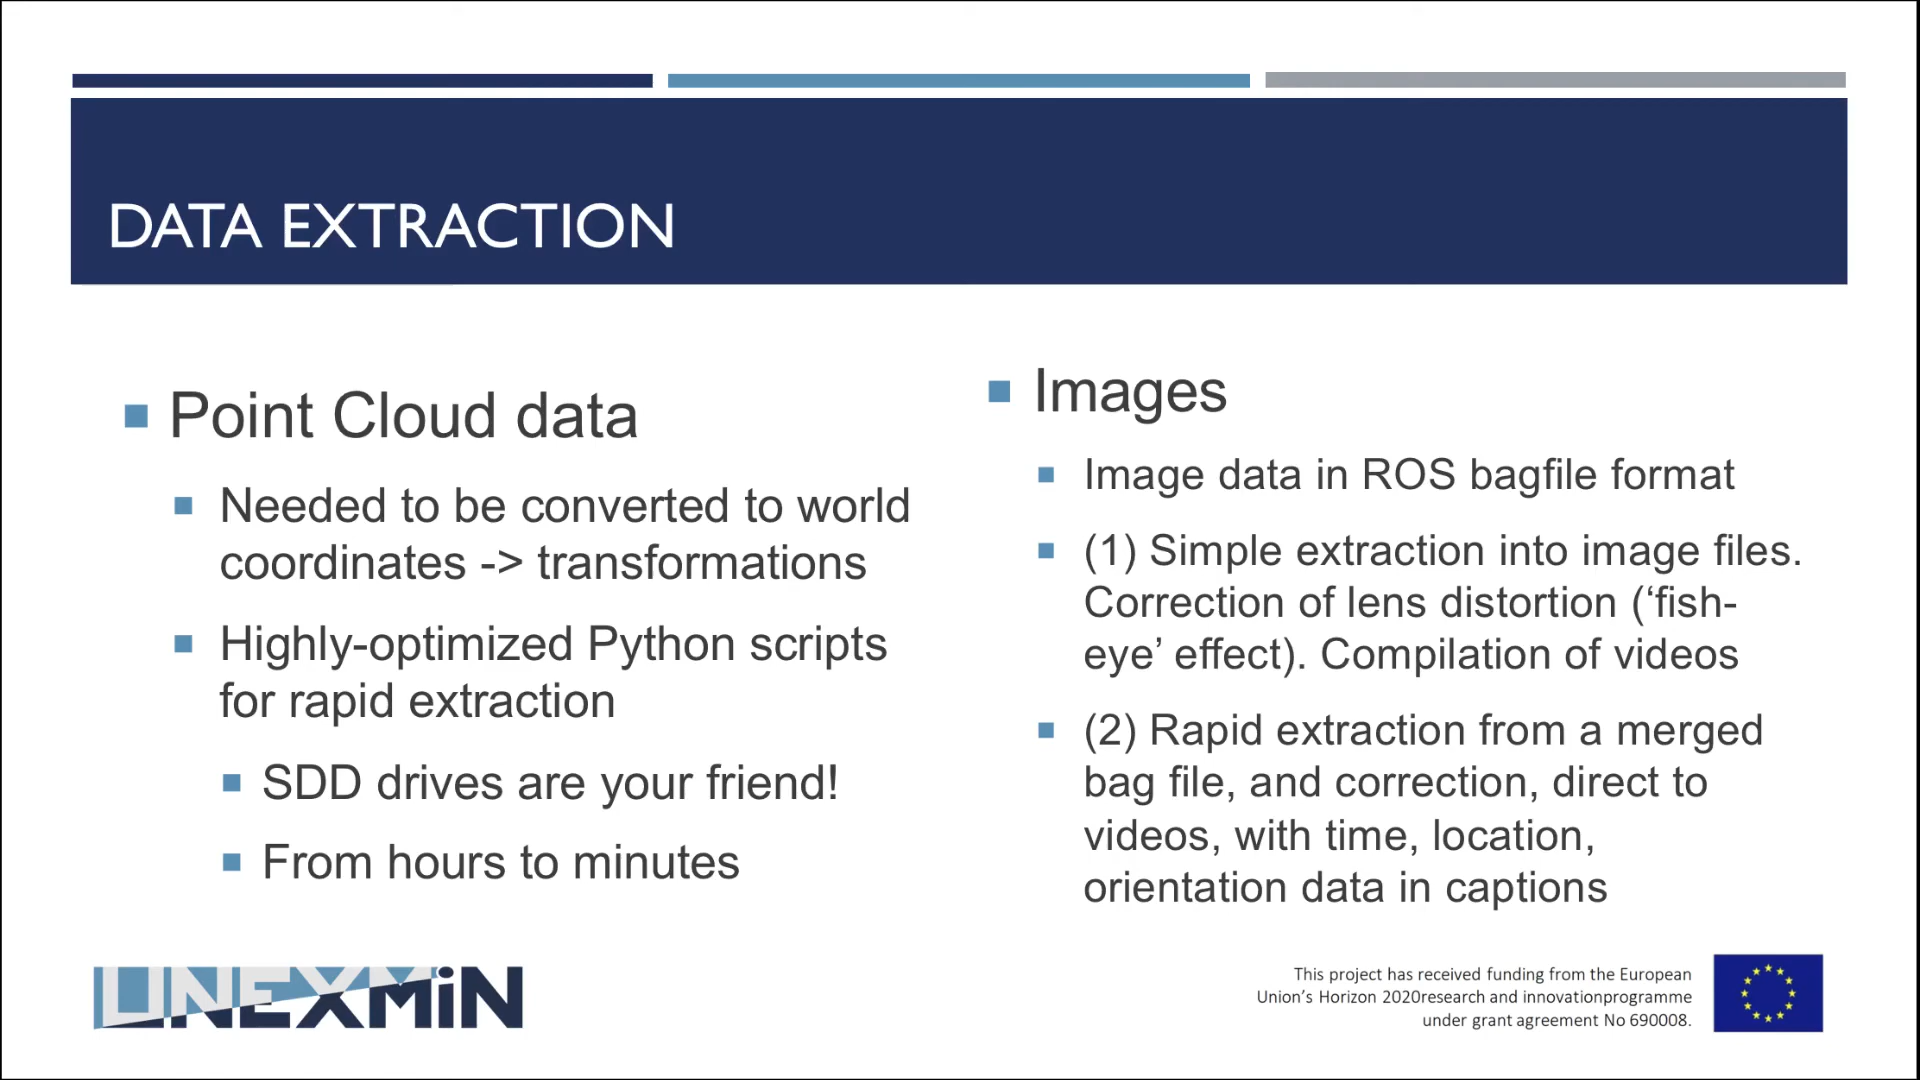 DATA EXTRACTION
Point Cloud data
Needed to be converted to world
coordinates -> transformations
Highly-optimized Python scripts
for rapid extraction
SDD drives are your friend!
From hours to minutes
Images
Image data in ROS bagfile format
(1) Simple extraction into image files.
Correction of lens distortion (‘fish-
eye’ effect). Compilation of videos
(2) Rapid extraction from a merged
bag file, and correction, direct to
videos, with time, location,
orientation data in captions
UNEXMiN
This project has received funding from the European
Union’s Horizon 2020research and innovationprogramme
under grant agreement No 690008.